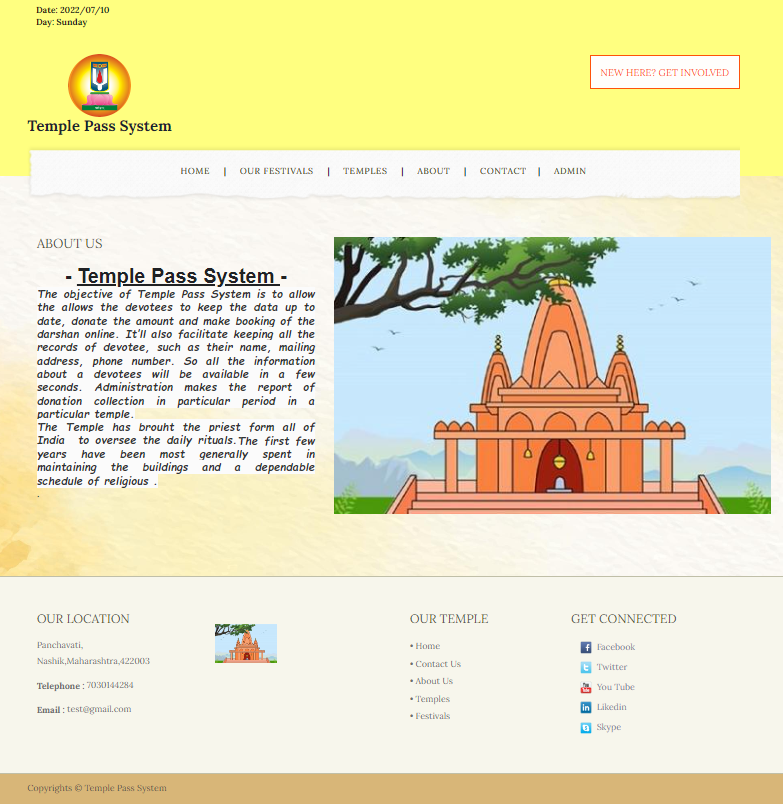 Date: 2022/07/10
Day: Sunday
Temple Pass System
NEW HERE? GET INVOLVED
HOME | OUR FESTIVALS | TEMPLES | ABOUT | CONTACT | ADMIN
ABOUT US
- Temple Pass System -
The objective of Temple Pass System is to allow
the allows the devotees to keep the data up to
date, donate the amount and make booking of the
darshan online. It'll also facilitate keeping all the
records of devotee, such as their name, mailing
address, phone number. So all the information
about a devotees will be available in a few
seconds. Administration makes the report of
donation collection in particular period in a
particular temple.
The Temple has brouht the priest form all of
India to oversee the daily rituals.The first few
years have been most generally spent in
maintaining the buildings and a dependable
schedule of religious .
.
OUR LOCATION
Panchavati,
Nashik,Maharashtra,422003
Telephone : 7030144284
Email : test@gmail.com
OUR TEMPLE
• Home
• Contact Us
• About Us
• Temples
• Festivals
GET CONNECTED
Facebook
Twitter
You Tube
Likedin
Skype
Copyrights © Temple Pass System